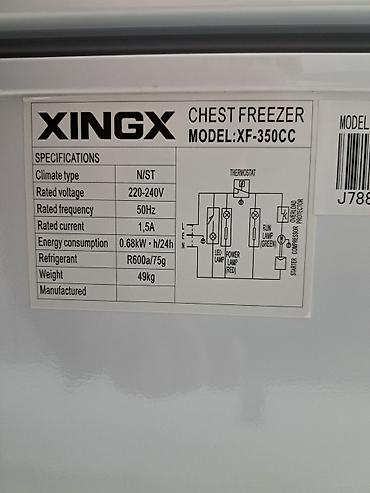 XINGX
CHEST FREEZER
MODEL:XF-350CC
SPECIFICATIONS
Climate type N/ST
Rated voltage 220-240V
Rated frequency 50Hz
Rated current 1,5A
Energy consumption 0.68kW·h/24h
Refrigerant R600a/75g
Weight 49kg
Manufactured
THERMOSTAT
L
E
N
LED LAMP
POWER LAMP (RED)
RUN LAMP (GREEN)
STARTER
COMPRESSOR
OVERLOAD PROTECTOR
MODEL
J788